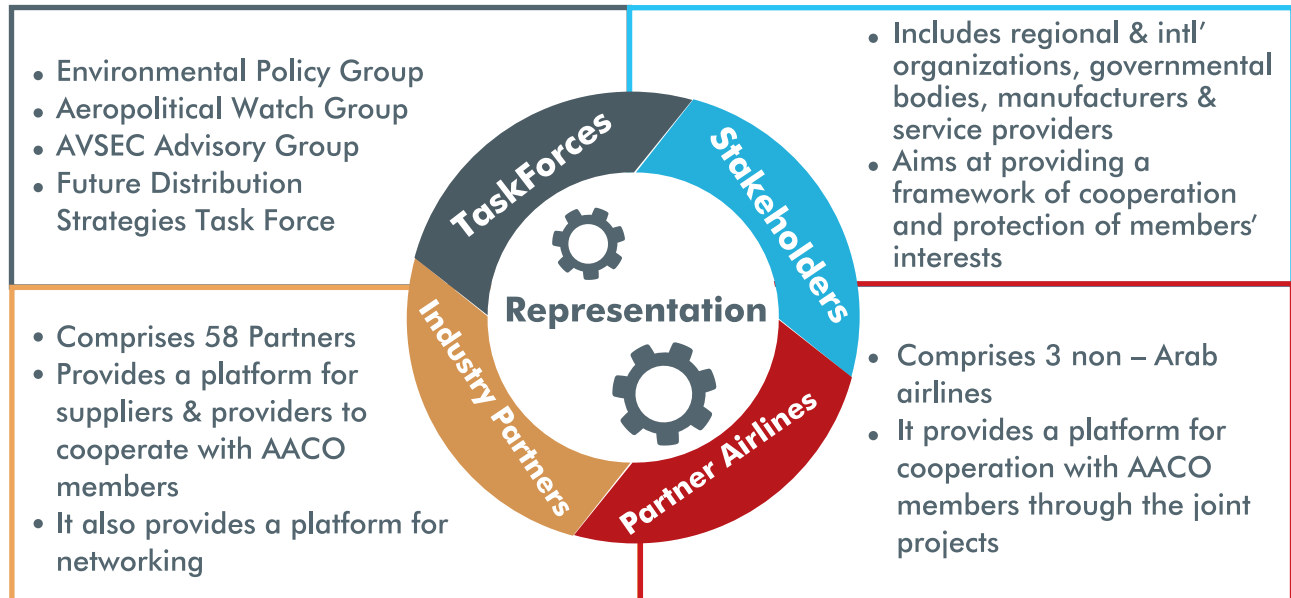 • Environmental Policy Group
• Aeropolitical Watch Group
• AVSEC Advisory Group
• Future Distribution
Strategies Task Force
• Includes regional & intl’
organizations, governmental
bodies, manufacturers &
service providers
• Aims at providing a
framework of cooperation
and protection of members’
interests
TaskForces
Stakeholders
Representation
Industry Partners
Partner Airlines
• Comprises 58 Partners
• Provides a platform for
suppliers & providers to
cooperate with AACO
members
• It also provides a platform for
networking
• Comprises 3 non – Arab
airlines
• It provides a platform for
cooperation with AACO
members through the joint
projects